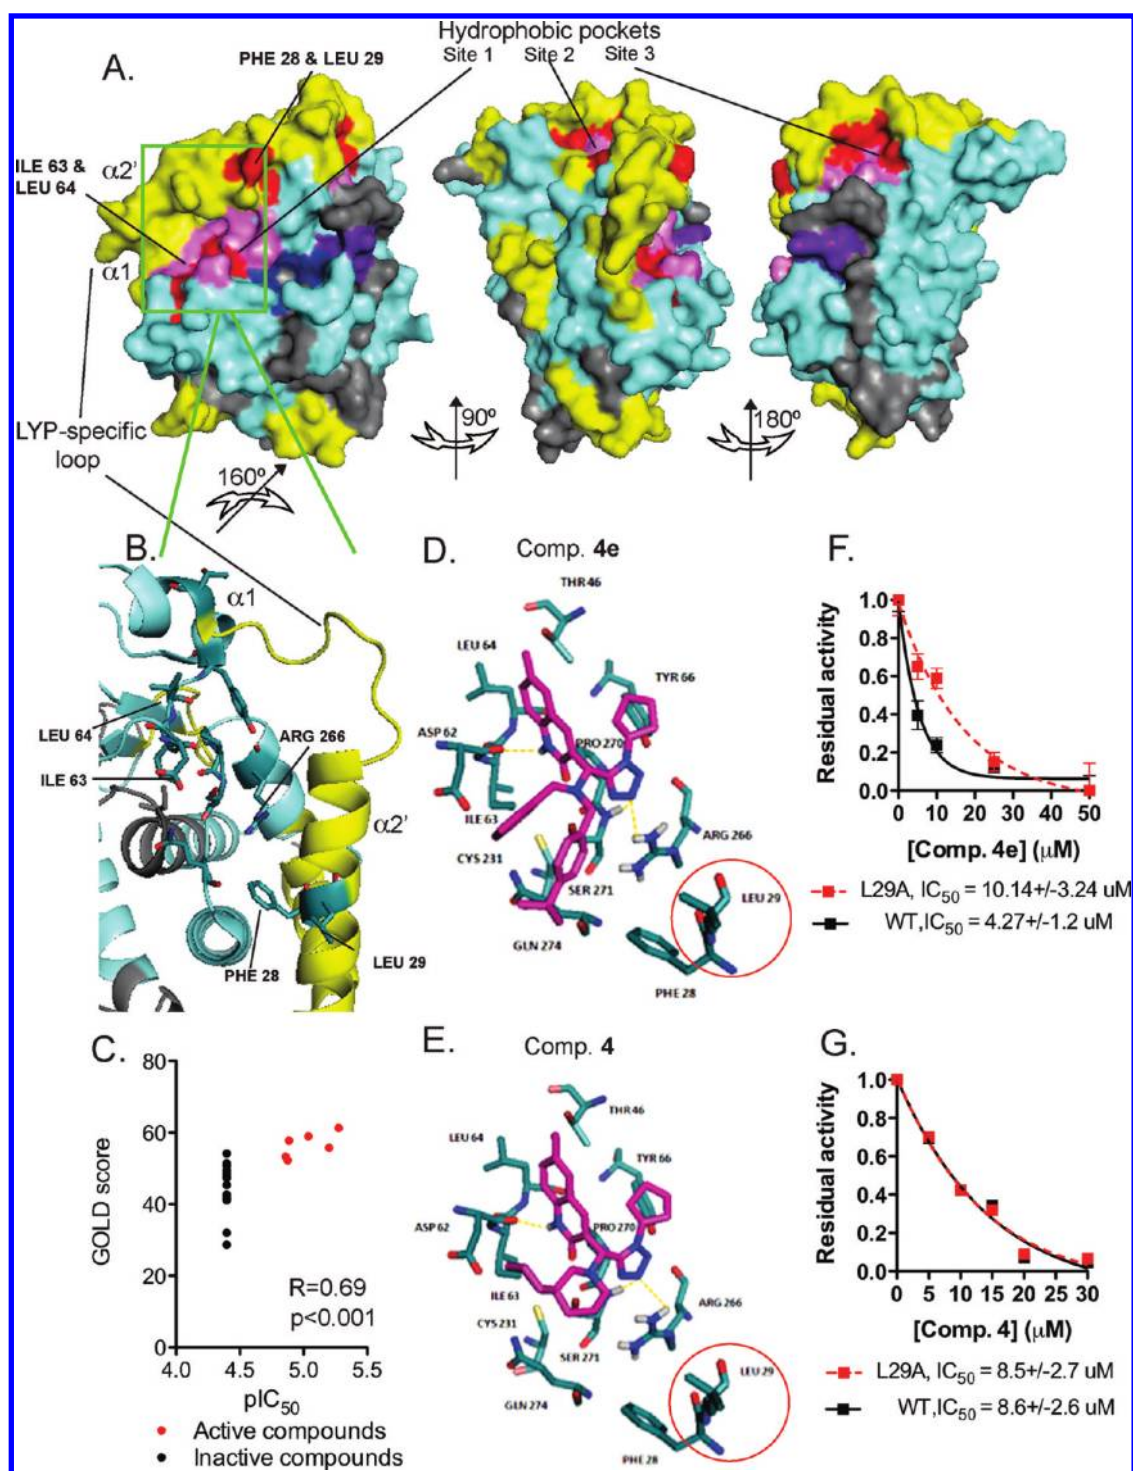 Hydrophobic pockets
Site 1 Site 2 Site 3
A.
PHE 28 & LEU 29
ILE 63 &
LEU 64
α2'
α1
LYP-specific
loop
160º
90º
180º
B.
α1
LEU 64
ILE 63
ARG 266
α2'
PHE 28
LEU 29
C.
80
60
40
20
0
GOLD score
R=0.69
p<0.001
4.0 4.5 5.0 5.5
pIC50
Active compounds
Inactive compounds
D.
Comp. 4e
THR 46
LEU 64
TYR 66
ASP 62
PRO 270
ILE 63
CYS 231
ARG 266
SER 271
LEU 29
GLN 274
PHE 28
E.
Comp. 4
THR 46
LEU 64
TYR 66
ASP 62
PRO 270
ILE 63
ARG 266
CYS 231
SER 271
LEU 29
GLN 274
PHE 28
F.
1.0
0.8
0.6
0.4
0.2
0.0
Residual activity
0 10 20 30 40 50
[Comp. 4e] (μM)
L29A, IC50 = 10.14+/-3.24 uM
WT,IC50 = 4.27+/-1.2 uM
G.
1.0
0.8
0.6
0.4
0.2
0.0
Residual activity
0 5 10 15 20 25 30
[Comp. 4] (μM)
L29A, IC50 = 8.5+/-2.7 uM
WT,IC50 = 8.6+/-2.6 uM